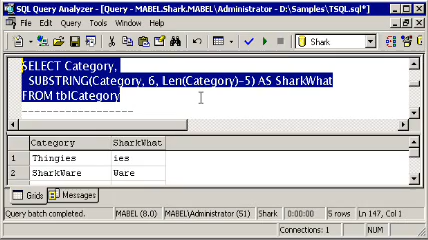 SQL Query Analyzer - [Query - MABEL.Shark.MABEL\Administrator - D:\Samples\TSQL.sql*]
File Edit Query Tools Window Help
Shark
SELECT Category,
SUBSTRING(Category, 6, Len(Category)-5) AS SharkWhat
FROM tblCategory
------------------
Category SharkWhat
1 Thingies ies
2 SharkWare Ware
Grids Messages
Query batch completed. MABEL (8.0) MABEL\Administrator (51) Shark 0:00:00 5 rows Ln 147, Col 1
Connections: 1 NUM